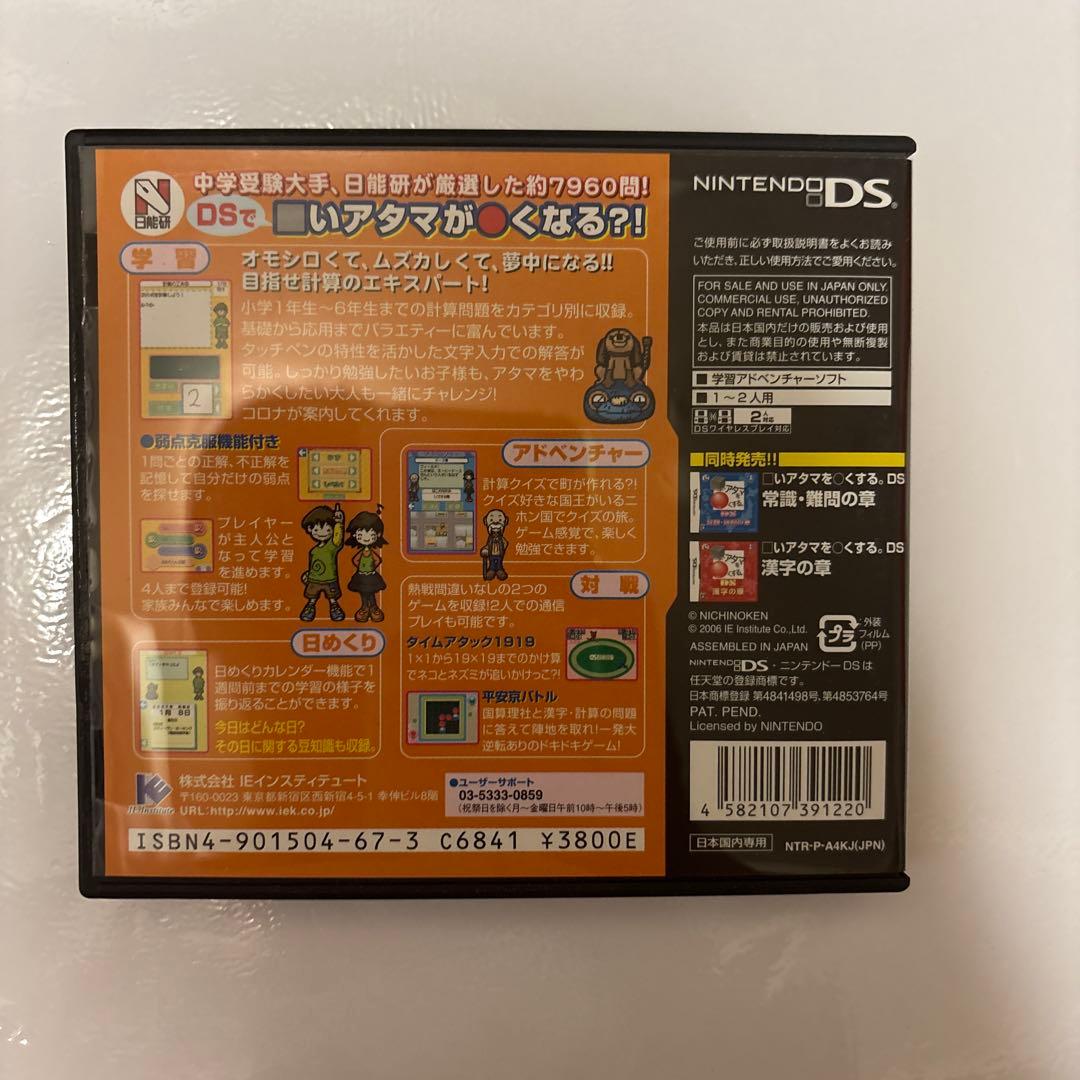 日能研
中学受験大手、日能研が厳選した約7960問!
DSで
■いアタマが●くなる?!
学習
オモシロくて、ムズカしくて、夢中になる!!
目指せ計算のエキスパート!
小学1年生〜6年生までの計算問題をカテゴリ別に収録。
基礎から応用までバラエティーに富んでいます。
タッチペンの特性を活かした文字入力での解答が
可能。しっかり勉強したいお子様も、アタマをやわ
らかくしたい大人も一緒にチャレンジ!
コロナが案内してくれます。
2
●弱点克服機能付き
1問ごとの正解、不正解を
記憶して自分だけの弱点
を探せます。
プレイヤー
が主人公と
なって学習
を進めます。
4人まで登録可能!
家族みんなで楽しめます。
アドベンチャー
計算クイズで町が作れる?!
クイズ好きな国王がいるニ
ホン国でクイズの旅。
ゲーム感覚で、楽しく
勉強できます。
対戦
熱戦間違いなしの2つの
ゲームを収録!2人での通信
プレイも可能です。
タイムアタック1919
1×1から19×19までのかけ算
でネコとネズミが追いかけっこ?!
平安京バトル
国算理社と漢字・計算の問題
に答えて陣地を取れ!一発大
逆転ありのドキドキゲーム!
日めくり
日めくりカレンダー機能で1
週間前までの学習の様子を
振り返ることができます。
今日はどんな日?
その日に関する豆知識も収録。
1月8日
IE Institute
株式会社 IEインスティテュート
〒160-0023 東京都新宿区西新宿4-5-1 幸伸ビル8階
URL:http://www.iek.co.jp/
●ユーザーサポート
03-5333-0859
(祝祭日を除く月〜金曜日午前10時〜午後5時)
ISBN4-901504-67-3 C6841 ¥3800E
NINTENDO DS®
ご使用前に必ず取扱説明書をよくお読み
いただき、正しい使用方法でご愛用ください。
FOR SALE AND USE IN JAPAN ONLY.
COMMERCIAL USE, UNAUTHORIZED
COPY AND RENTAL PROHIBITED.
本品は日本国内だけの販売および使用
とし、また商業目的の使用や無断複製
および賃貸は禁止されています。
■ 学習アドベンチャーソフト
■ 1〜2人用
2人対応
DSワイヤレスプレイ対応
■同時発売!!
□いアタマを○くする。DS
常識・難問の章
□いアタマを○くする。DS
漢字の章
© NICHINOKEN
© 2006 IE Institute Co.,Ltd.
ASSEMBLED IN JAPAN
プラ
外装
フィルム
(PP)
NINTENDO DS・ニンテンドーDSは
任天堂の登録商標です。
日本商標登録 第4841498号、第4853764号
PAT. PEND.
Licensed by NINTENDO
4 582107 391220
日本国内専用
NTR-P-A4KJ(JPN)